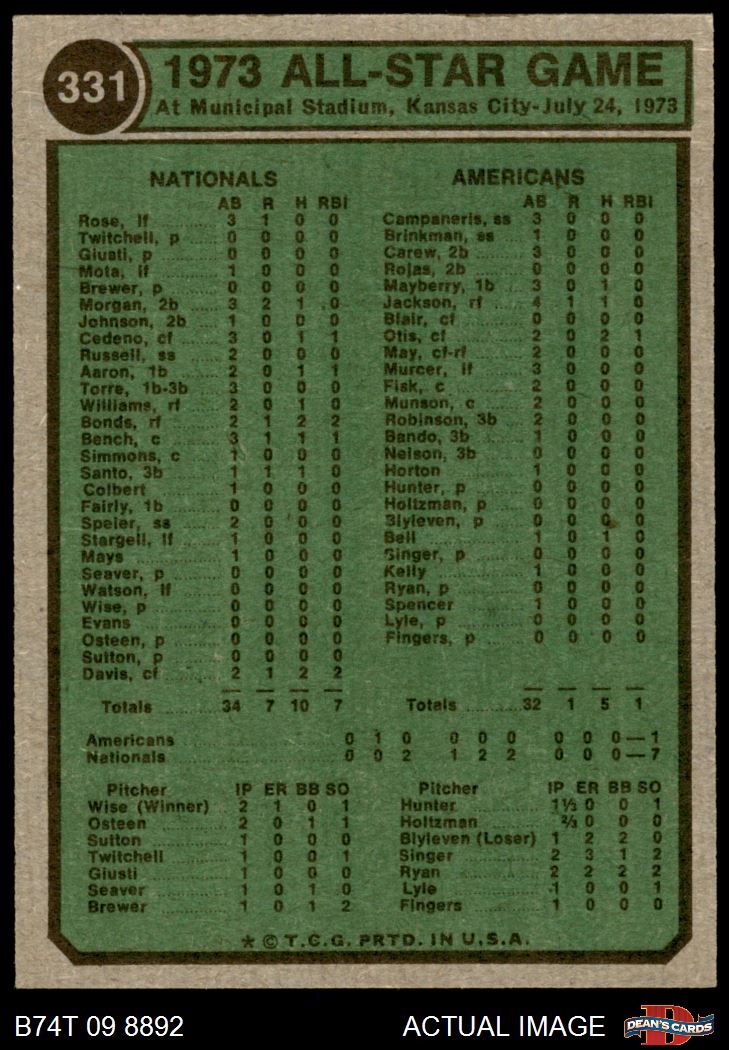 331
1973 ALL-STAR GAME
At Municipal Stadium, Kansas City-July 24, 1973
NATIONALS
AB R H RBI
Rose, lf 3 1 0 0
Twitchell, p 0 0 0 0
Giusti, p 0 0 0 0
Mota, lf 1 0 0 0
Brewer, p 0 0 0 0
Morgan, 2b 3 2 1 0
Johnson, 2b 1 0 0 0
Cedeno, cf 3 0 1 1
Russell, ss 2 0 0 0
Aaron, 1b 2 0 1 1
Torre, 1b-3b 3 0 0 0
Williams, rf 2 0 1 0
Bonds, rf 2 1 2 2
Bench, c 3 1 1 1
Simmons, c 1 0 0 0
Santo, 3b 1 1 1 0
Colbert 1 0 0 0
Fairly, 1b 0 0 0 0
Speier, ss 2 0 0 0
Stargell, lf 1 0 0 0
Mays 1 0 0 0
Seaver, p 0 0 0 0
Watson, lf 0 0 0 0
Wise, p 0 0 0 0
Evans 0 0 0 0
Osteen, p 0 0 0 0
Sutton, p 0 0 0 0
Davis, cf 2 1 2 2
Totals 34 7 10 7
AMERICANS
AB R H RBI
Campaneris, ss 3 0 0 0
Brinkman, ss 1 0 0 0
Carew, 2b 3 0 0 0
Rojas, 2b 0 0 0 0
Mayberry, 1b 3 0 1 0
Jackson, rf 4 1 1 0
Blair, cf 0 0 0 0
Otis, cf 2 0 2 1
May, cf-rf 2 0 0 0
Murcer, lf 3 0 0 0
Fisk, c 2 0 0 0
Munson, c 2 0 0 0
Robinson, 3b 2 0 0 0
Bando, 3b 1 0 0 0
Nelson, 3b 0 0 0 0
Horton 1 0 0 0
Hunter, p 0 0 0 0
Holtzman, p 0 0 0 0
Blyleven, p 0 0 0 0
Bell 1 0 1 0
Singer, p 0 0 0 0
Kelly 1 0 0 0
Ryan, p 0 0 0 0
Spencer 1 0 0 0
Lyle, p 0 0 0 0
Fingers, p 0 0 0 0
Totals 32 1 5 1
Americans 0 1 0 0 0 0 0 0 0—1
Nationals 0 0 2 1 2 2 0 0 0—7
Pitcher IP ER BB SO
Wise (Winner) 2 1 0 1
Osteen 2 0 1 1
Sutton 1 0 0 0
Twitchell 1 0 0 1
Giusti 1 0 0 0
Seaver 1 0 1 0
Brewer 1 0 1 2
Pitcher IP ER BB SO
Hunter 1⅓ 0 0 1
Holtzman ⅔ 0 0 0
Blyleven (Loser) 1 2 2 0
Singer 2 3 1 2
Ryan 2 2 2 2
Lyle 1 0 0 1
Fingers 1 0 0 0
* © T.C.G. PRTD. IN U.S.A.
B74T 09 8892
ACTUAL IMAGE
D
DEAN'S CARDS